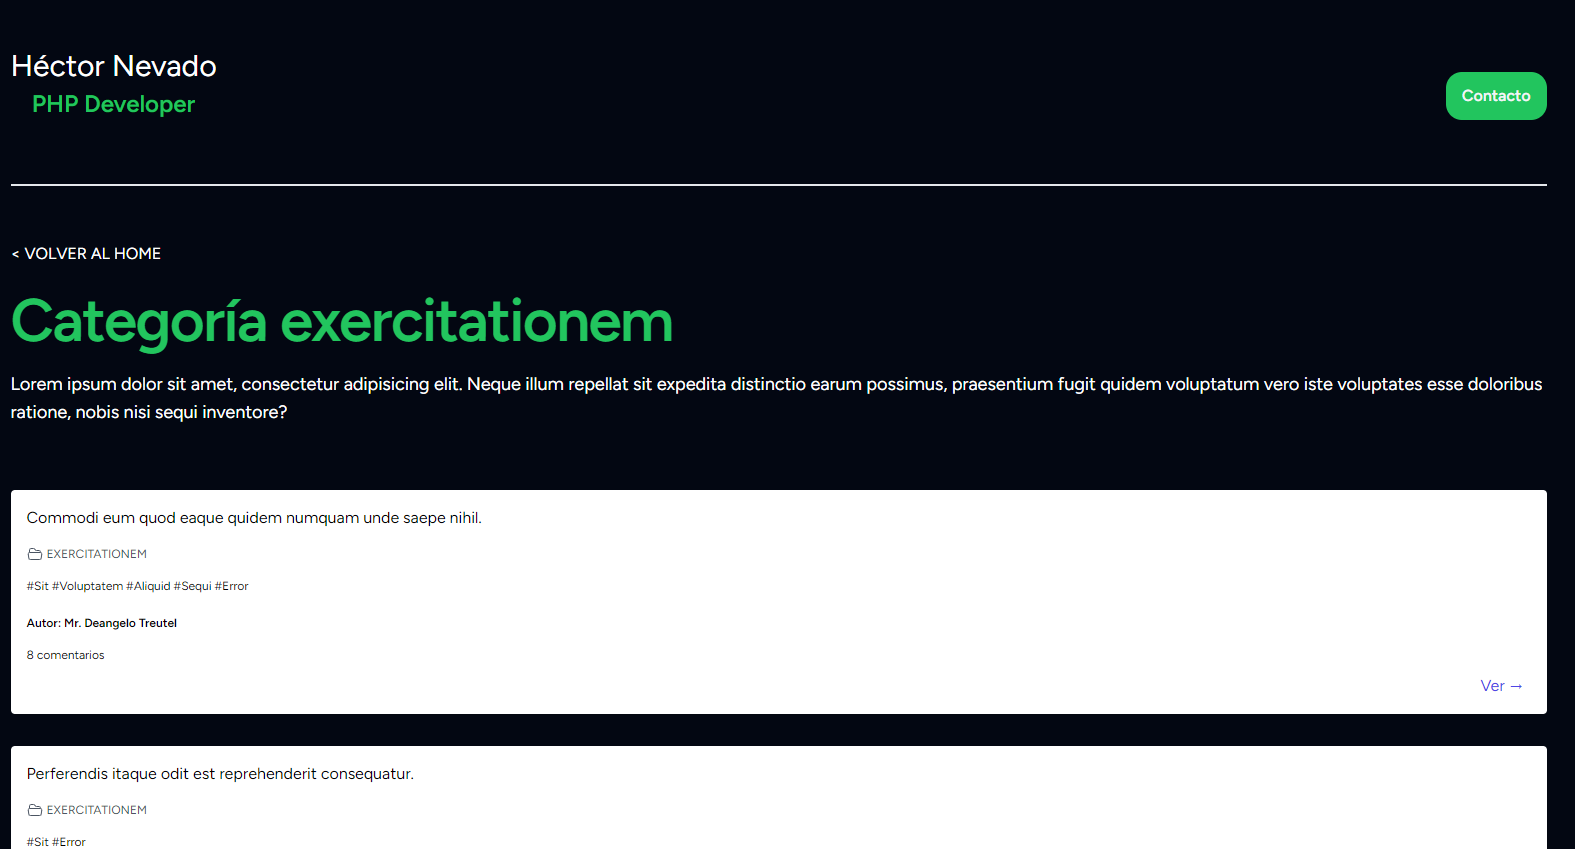 Héctor Nevado
PHP Developer
Contacto
< VOLVER AL HOME
Categoría exercitationem
Lorem ipsum dolor sit amet, consectetur adipisicing elit. Neque illum repellat sit expedita distinctio earum possimus, praesentium fugit quidem voluptatum vero iste voluptates esse doloribus
ratione, nobis nisi sequi inventore?
Commodi eum quod eaque quidem numquam unde saepe nihil.
EXERCITATIONEM
#Sit #Voluptatem #Aliquid #Sequi #Error
Autor: Mr. Deangelo Treutel
8 comentarios
Ver →
Perferendis itaque odit est reprehenderit consequatur.
EXERCITATIONEM
#Sit #Error